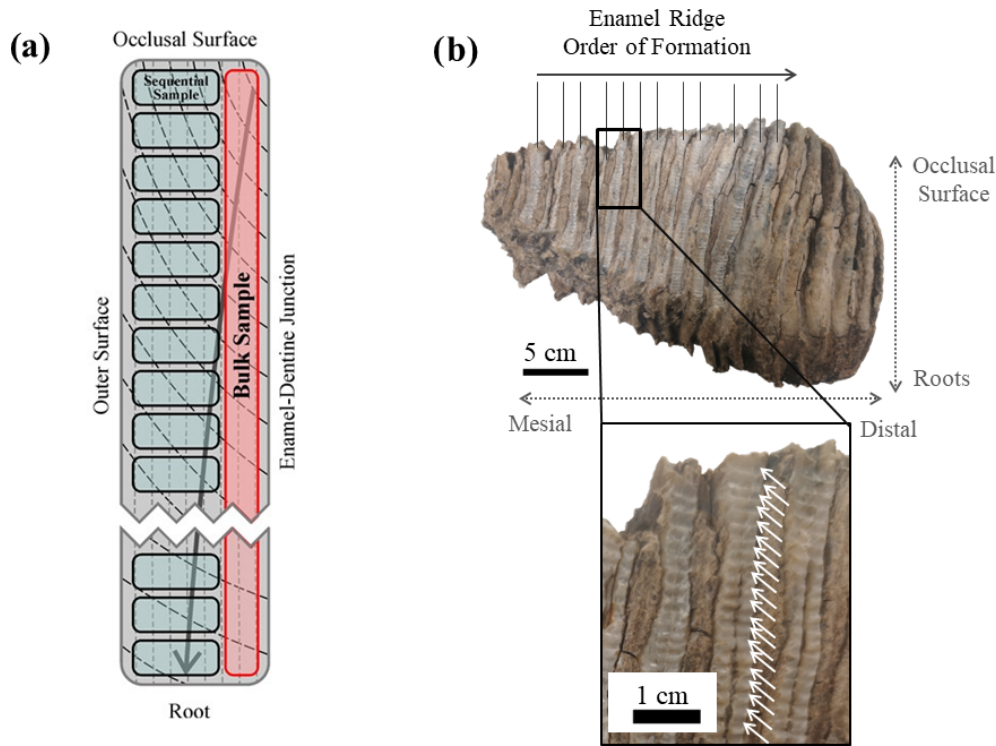 (a)
Occlusal Surface
Sequential
Sample
Outer Surface
Bulk Sample
Enamel-Dentine Junction
Root
(b)
Enamel Ridge
Order of Formation
Occlusal
Surface
5 cm
Roots
Mesial
Distal
1 cm